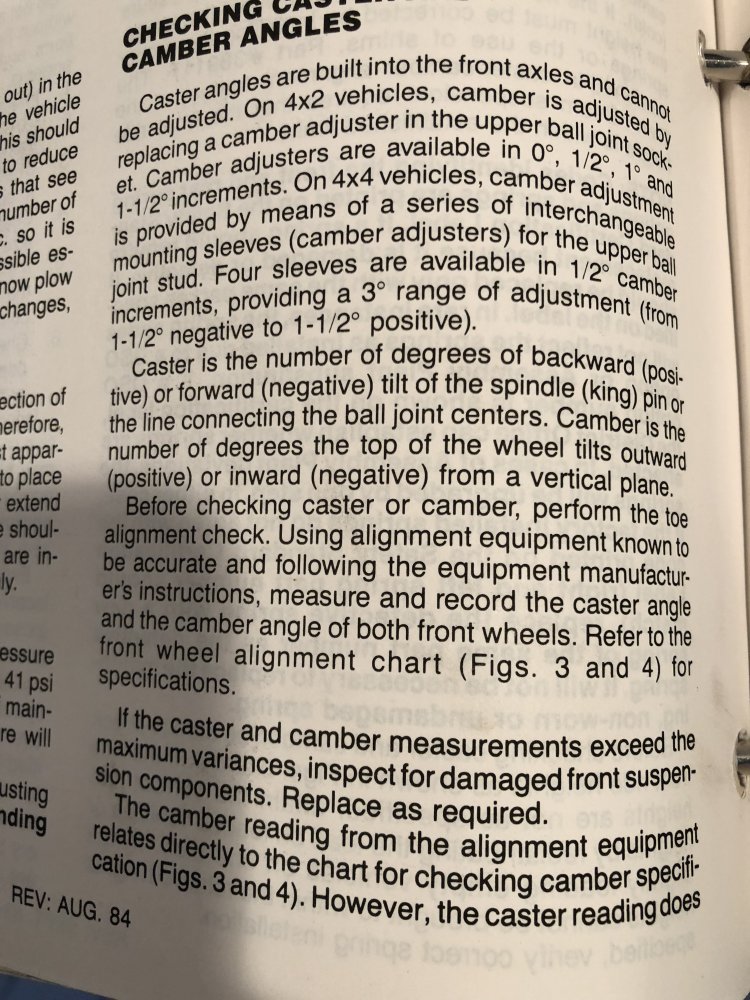 out) in the
the vehicle
his should
to reduce
s that see
number of
c. so it is
ssible es-
now plow
changes,
ection of
herefore,
st appar-
to place
extend
e shoul-
are in-
ly.
essure
41 psi
main-
re will
usting
nding
REV: AUG. 84
CHECKING
CAMBER ANGLES
Caster angles are built into the front axles and cannot
be adjusted. On 4x2 vehicles, camber is adjusted by
replacing a camber adjuster in the upper ball joint sock-
et. Camber adjusters are available in 0°, 1/2°, 1° and
1-1/2° increments. On 4x4 vehicles, camber adjustment
is provided by means of a series of interchangeable
mounting sleeves (camber adjusters) for the upper ball
joint stud. Four sleeves are available in 1/2° camber
increments, providing a 3° range of adjustment (from
1-1/2° negative to 1-1/2° positive).
Caster is the number of degrees of backward (posi-
tive) or forward (negative) tilt of the spindle (king) pin or
the line connecting the ball joint centers. Camber is the
number of degrees the top of the wheel tilts outward
(positive) or inward (negative) from a vertical plane.
Before checking caster or camber, perform the toe
alignment check. Using alignment equipment known to
be accurate and following the equipment manufactur-
er's instructions, measure and record the caster angle
and the camber angle of both front wheels. Refer to the
front wheel alignment chart (Figs. 3 and 4) for
specifications.
If the caster and camber measurements exceed the
maximum variances, inspect for damaged front suspen-
sion components. Replace as required.
The camber reading from the alignment equipment
relates directly to the chart for checking camber specifi-
cation (Figs. 3 and 4). However, the caster reading does